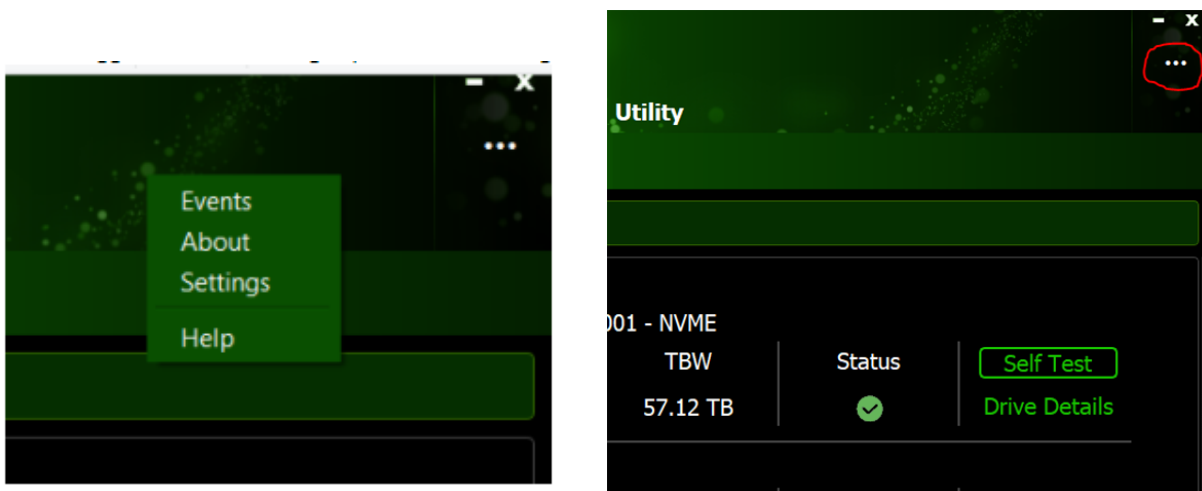 Events
About
Settings
Help
Utility
001 - NVME
TBW
Status
Self Test
57.12 TB
Drive Details